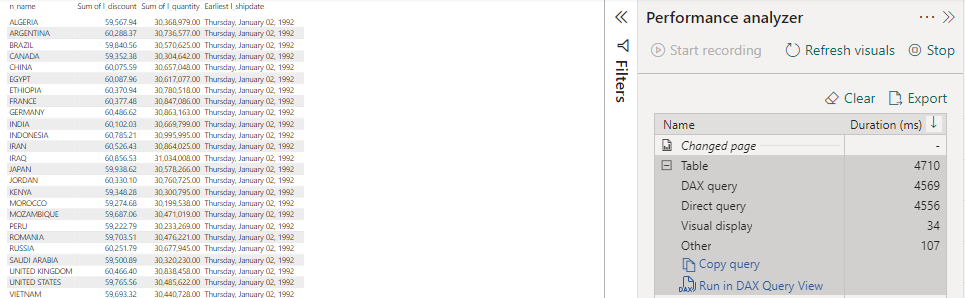 n_name Sum of l_discount Sum of l_quantity Earliest l_shipdate
ALGERIA 59,567.94 30,368,979.00 Thursday, January 02, 1992
ARGENTINA 60,288.37 30,736,577.00 Thursday, January 02, 1992
BRAZIL 59,840.56 30,570,625.00 Thursday, January 02, 1992
CANADA 59,352.38 30,304,642.00 Thursday, January 02, 1992
CHINA 60,075.59 30,657,048.00 Thursday, January 02, 1992
EGYPT 60,087.96 30,617,077.00 Thursday, January 02, 1992
ETHIOPIA 60,370.94 30,780,518.00 Thursday, January 02, 1992
FRANCE 60,377.48 30,847,086.00 Thursday, January 02, 1992
GERMANY 60,486.62 30,863,163.00 Thursday, January 02, 1992
INDIA 60,102.03 30,669,799.00 Thursday, January 02, 1992
INDONESIA 60,785.21 30,995,995.00 Thursday, January 02, 1992
IRAN 60,526.43 30,864,025.00 Thursday, January 02, 1992
IRAQ 60,856.53 31,034,008.00 Thursday, January 02, 1992
JAPAN 59,938.62 30,578,266.00 Thursday, January 02, 1992
JORDAN 60,330.10 30,760,725.00 Thursday, January 02, 1992
KENYA 59,348.28 30,300,795.00 Thursday, January 02, 1992
MOROCCO 59,274.68 30,199,538.00 Thursday, January 02, 1992
MOZAMBIQUE 59,687.06 30,471,019.00 Thursday, January 02, 1992
PERU 59,222.79 30,233,269.00 Thursday, January 02, 1992
ROMANIA 59,703.51 30,476,221.00 Thursday, January 02, 1992
RUSSIA 60,251.79 30,677,945.00 Thursday, January 02, 1992
SAUDI ARABIA 59,500.89 30,320,230.00 Thursday, January 02, 1992
UNITED KINGDOM 60,466.40 30,838,458.00 Thursday, January 02, 1992
UNITED STATES 59,765.56 30,485,622.00 Thursday, January 02, 1992
VIETNAM 59,693.32 30,440,728.00 Thursday, January 02, 1992
Filters
Performance analyzer
Start recording Refresh visuals Stop
Clear Export
Name Duration (ms)
Changed page -
Table 4710
DAX query 4569
Direct query 4556
Visual display 34
Other 107
Copy query
DAX Run in DAX Query View